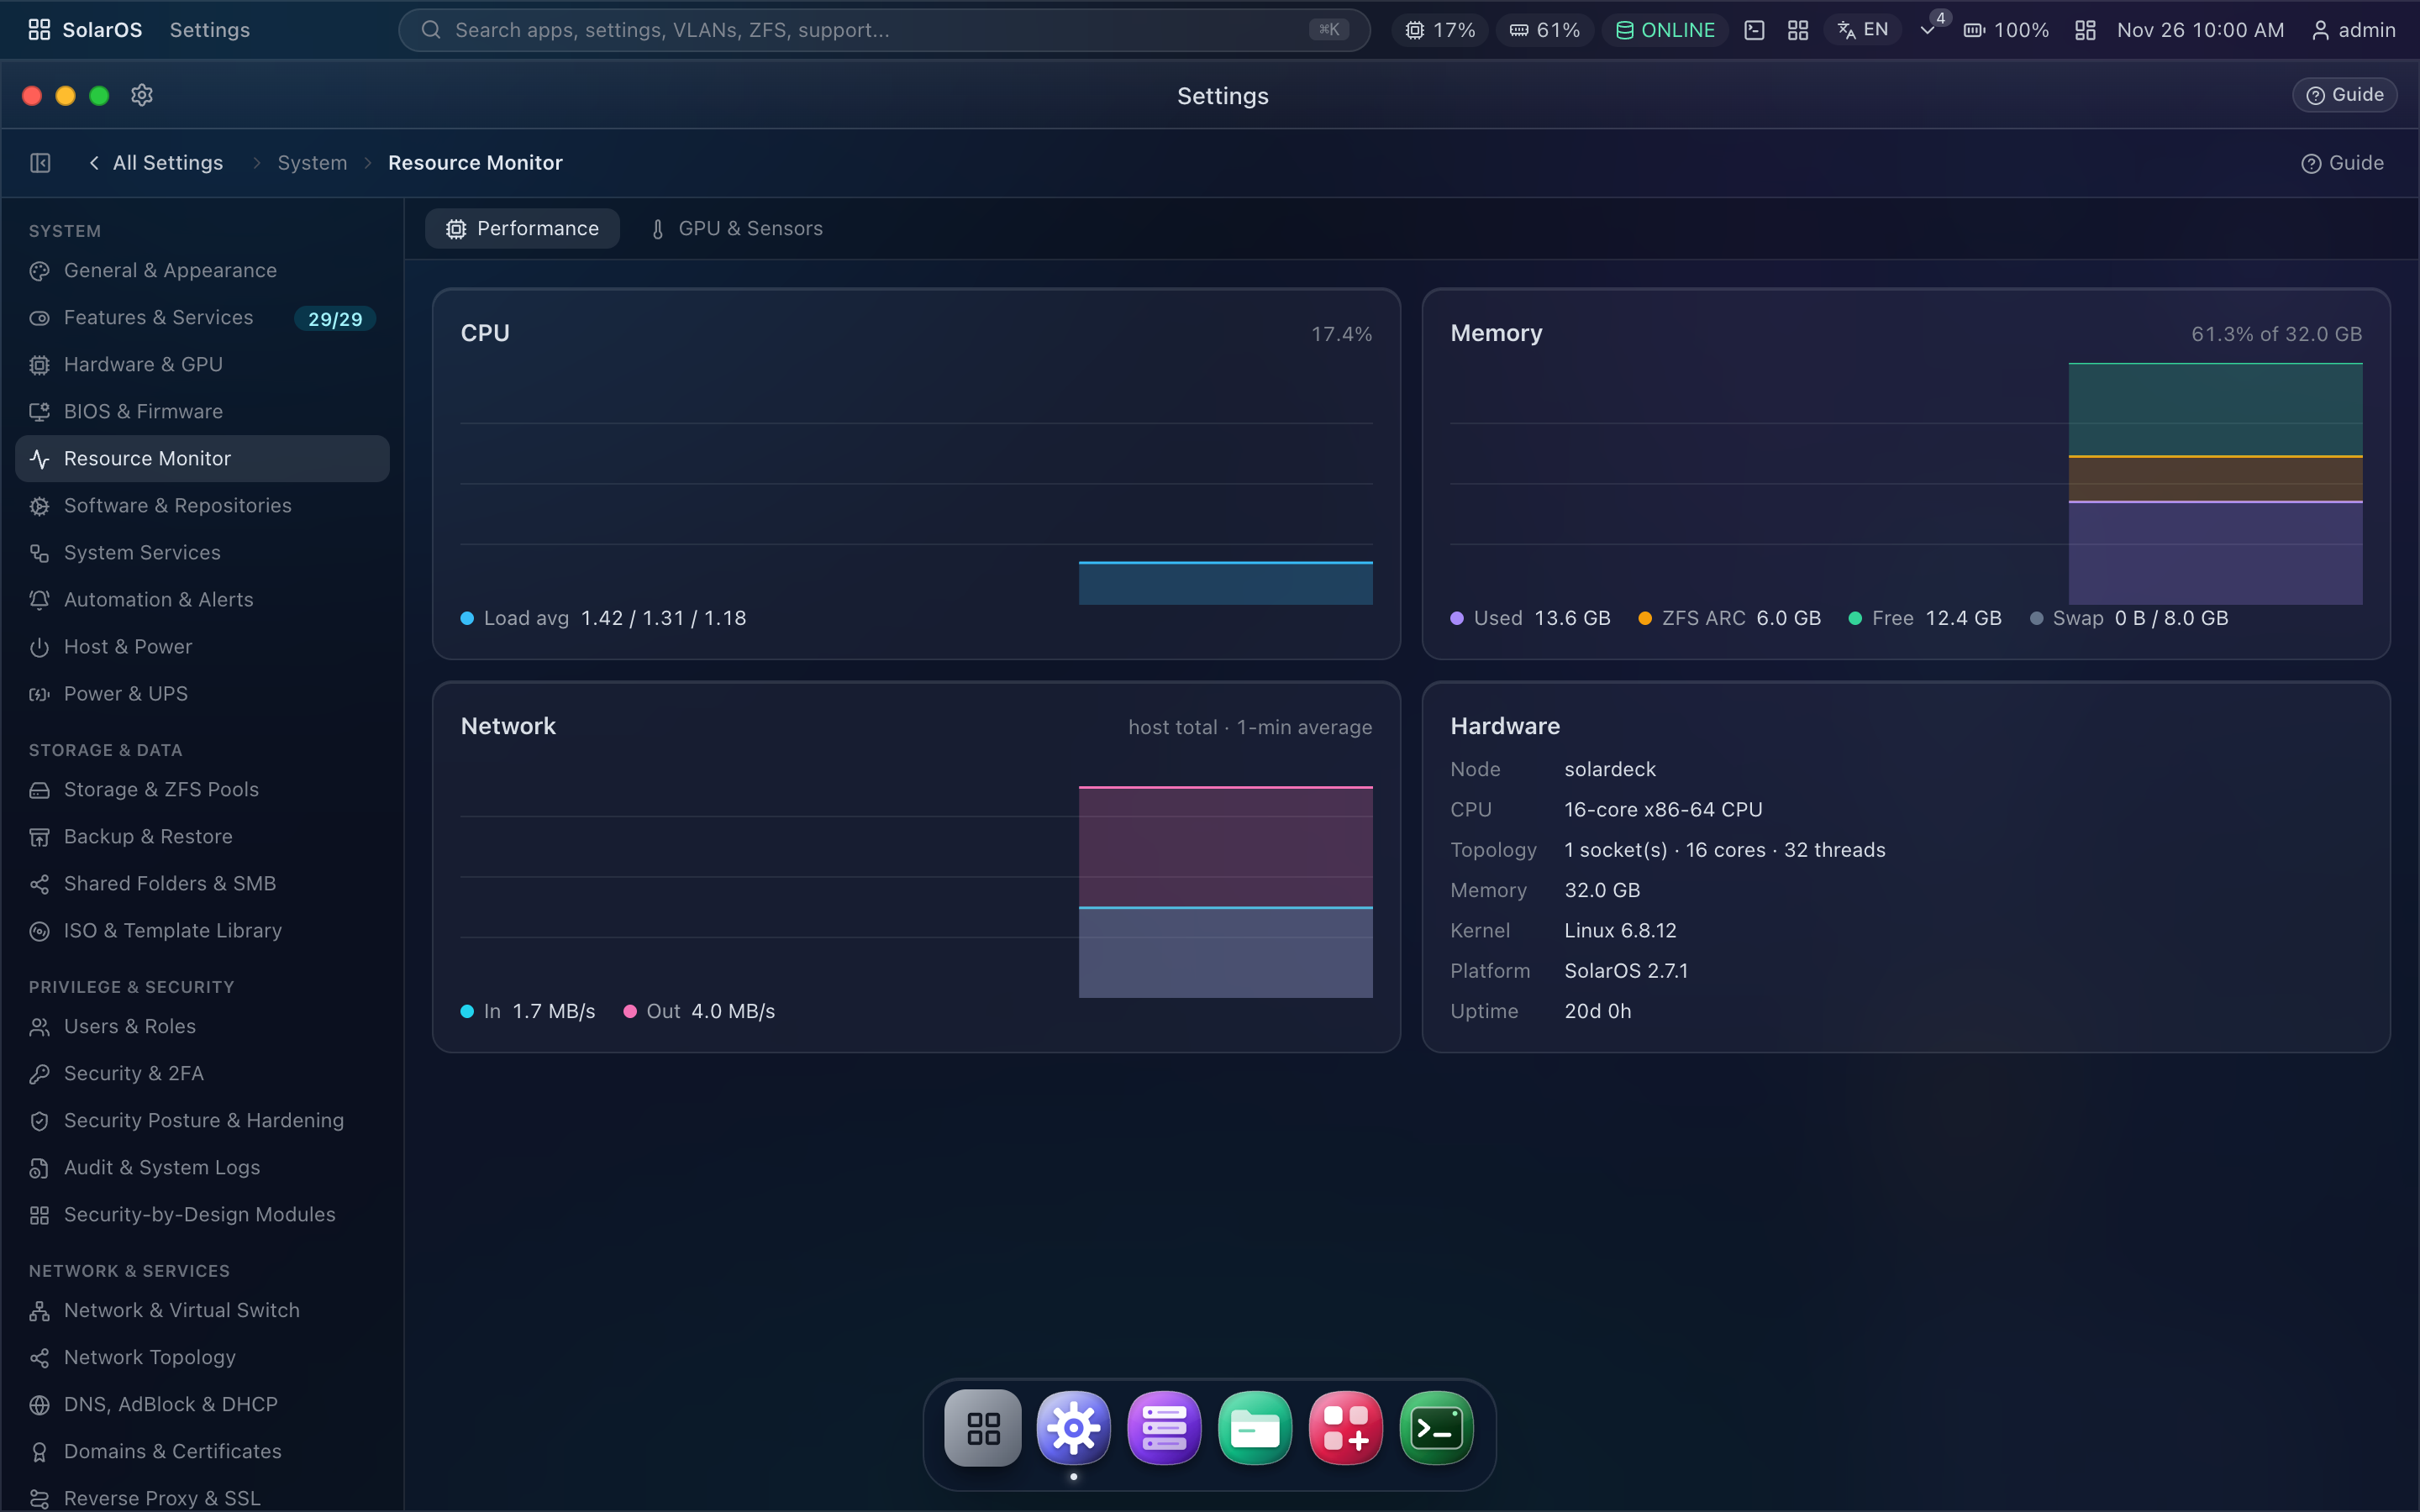 SolarOS Settings Search apps, settings, VLANs, ZFS, support... ⌘K 17% 61% ONLINE EN 4 100% Nov 26 10:00 AM admin
Settings Guide
All Settings System Resource Monitor Guide
SYSTEM
General & Appearance
Features & Services 29/29
Hardware & GPU
BIOS & Firmware
Resource Monitor
Software & Repositories
System Services
Automation & Alerts
Host & Power
Power & UPS
STORAGE & DATA
Storage & ZFS Pools
Backup & Restore
Shared Folders & SMB
ISO & Template Library
PRIVILEGE & SECURITY
Users & Roles
Security & 2FA
Security Posture & Hardening
Audit & System Logs
Security-by-Design Modules
NETWORK & SERVICES
Network & Virtual Switch
Network Topology
DNS, AdBlock & DHCP
Domains & Certificates
Reverse Proxy & SSL
Performance GPU & Sensors
CPU 17.4%
Load avg 1.42 / 1.31 / 1.18
Memory 61.3% of 32.0 GB
Used 13.6 GB ZFS ARC 6.0 GB Free 12.4 GB Swap 0 B / 8.0 GB
Network host total · 1-min average
In 1.7 MB/s Out 4.0 MB/s
Hardware
Node solardeck
CPU 16-core x86-64 CPU
Topology 1 socket(s) · 16 cores · 32 threads
Memory 32.0 GB
Kernel Linux 6.8.12
Platform SolarOS 2.7.1
Uptime 20d 0h